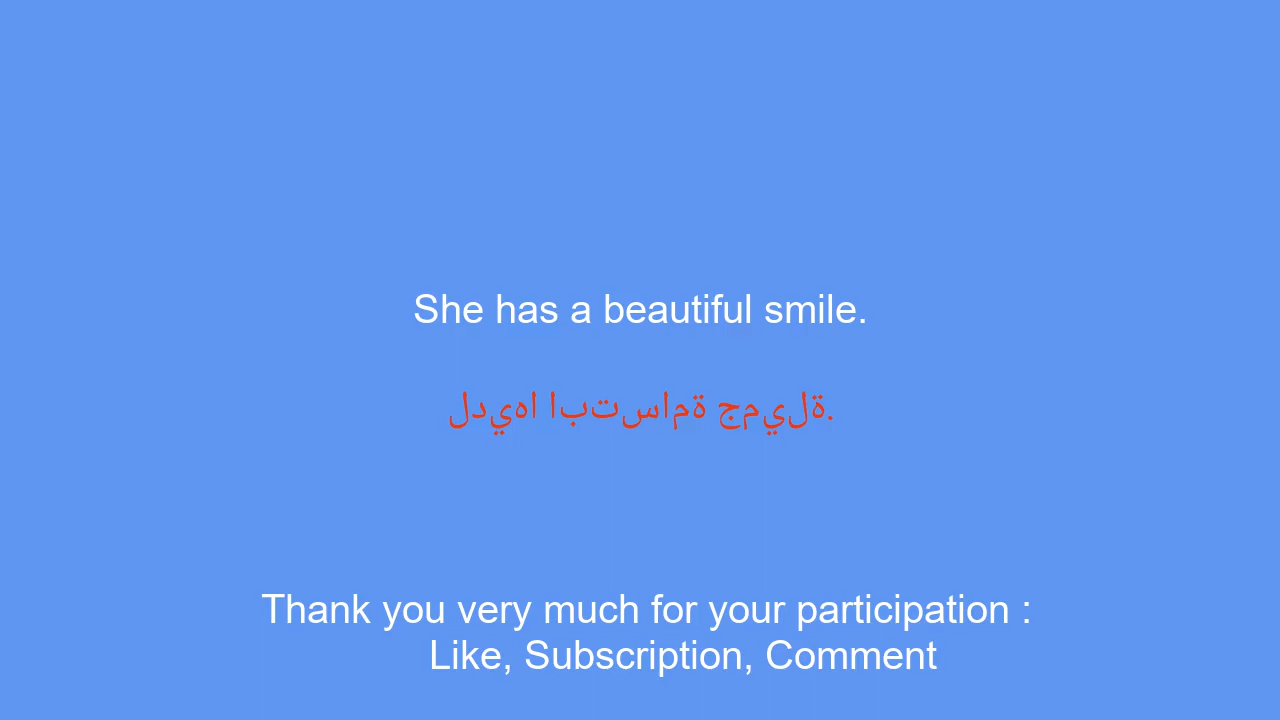 She has a beautiful smile.
لديها ابتسامة جميلة.
Thank you very much for your participation :
Like, Subscription, Comment